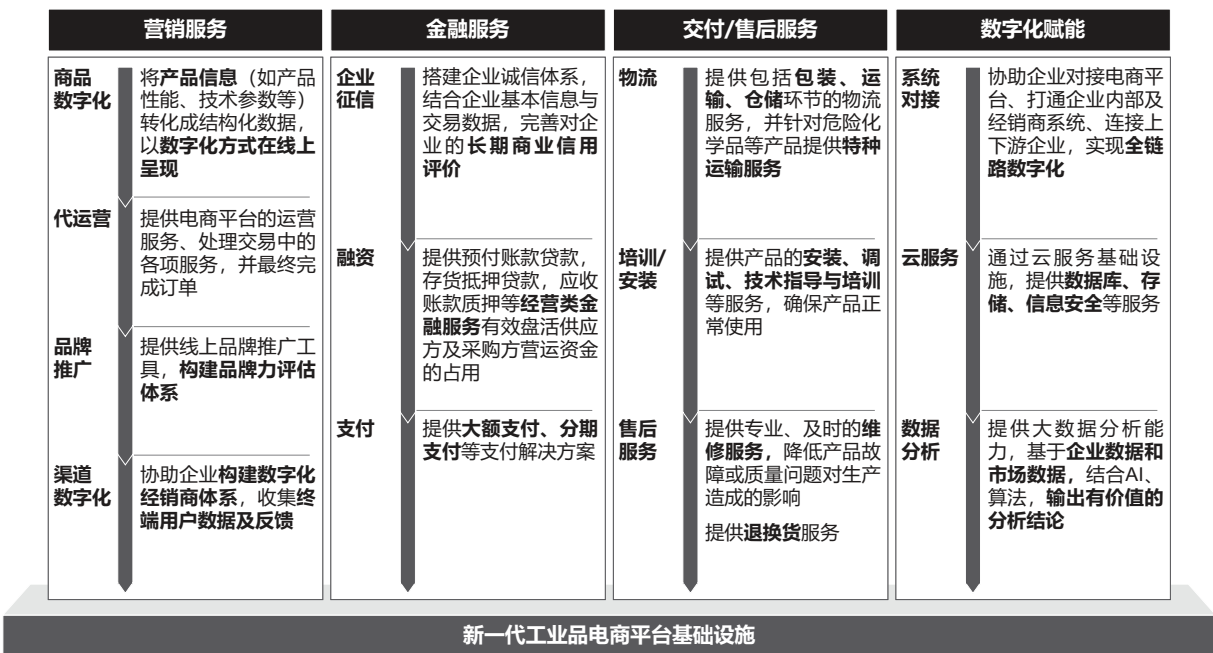 营销服务
商品
数字化
将产品信息（如产品
性能、技术参数等）
转化成结构化数据，
以数字化方式在线上
呈现
代运营
提供电商平台的运营
服务、处理交易中的
各项服务，并最终完
成订单
品牌
推广
提供线上品牌推广工
具，构建品牌力评估
体系
渠道
数字化
协助企业构建数字化
经销商体系，收集终
端用户数据及反馈
金融服务
企业
征信
搭建企业诚信体系，
结合企业基本信息与
交易数据，完善对企
业的长期商业信用
评价
融资
提供预付账款贷款，
存货抵押贷款，应收
账款质押等经营类金
融服务有效盘活供应
方及采购方营运资金
的占用
支付
提供大额支付、分期
支付等支付解决方案
交付/售后服务
物流
提供包括包装、运
输、仓储环节的物流
服务，并针对危险化
学品等产品提供特种
运输服务
培训/
安装
提供产品的安装、调
试、技术指导与培训
等服务，确保产品正
常使用
售后
服务
提供专业、及时的维
修服务，降低产品故
障或质量问题对生产
造成的影响
提供退换货服务
数字化赋能
系统
对接
协助企业对接电商平
台、打通企业内部及
经销商系统、连接上
下游企业，实现全链
路数字化
云服务
通过云服务基础设
施，提供数据库、存
储、信息安全等服务
数据
分析
提供大数据分析能
力，基于企业数据和
市场数据，结合AI、
算法，输出有价值的
分析结论
新一代工业品电商平台基础设施